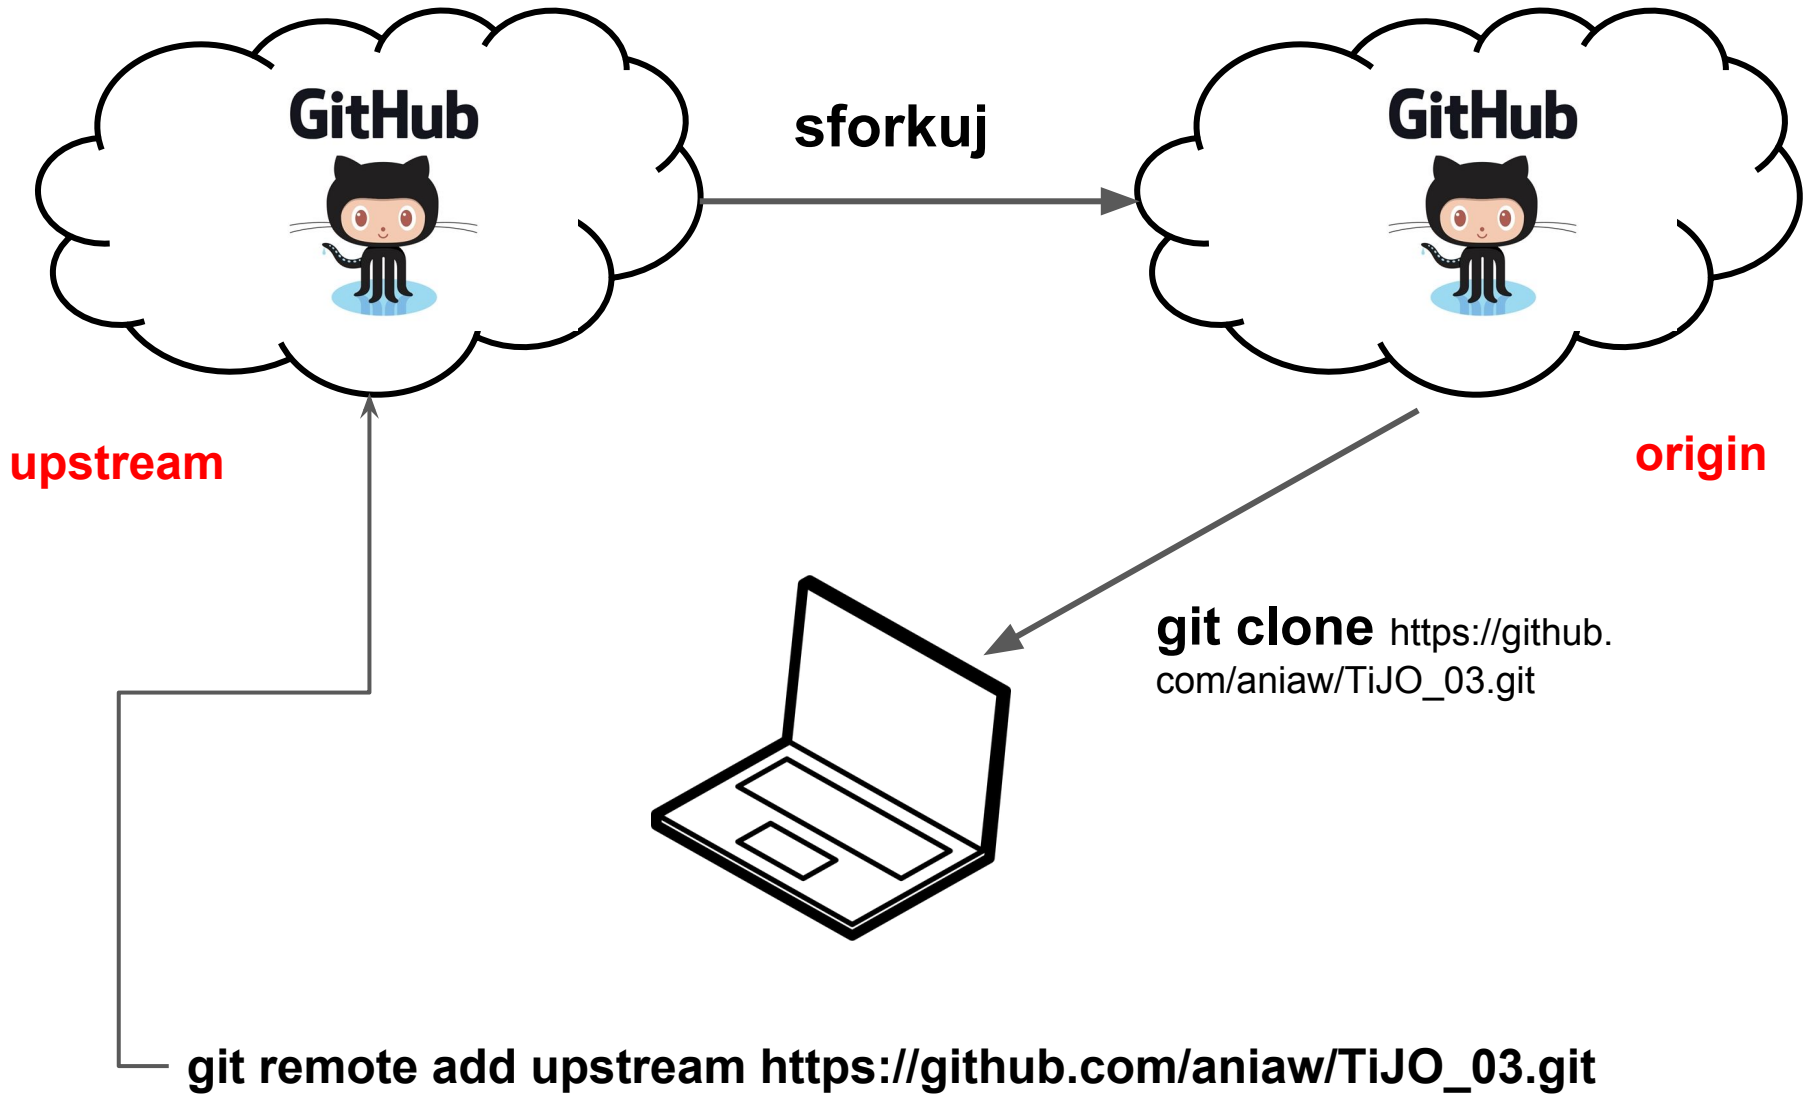 GitHub
sforkuj
GitHub
upstream
origin
git clone https://github.
com/aniaw/TiJO_03.git
git remote add upstream https://github.com/aniaw/TiJO_03.git